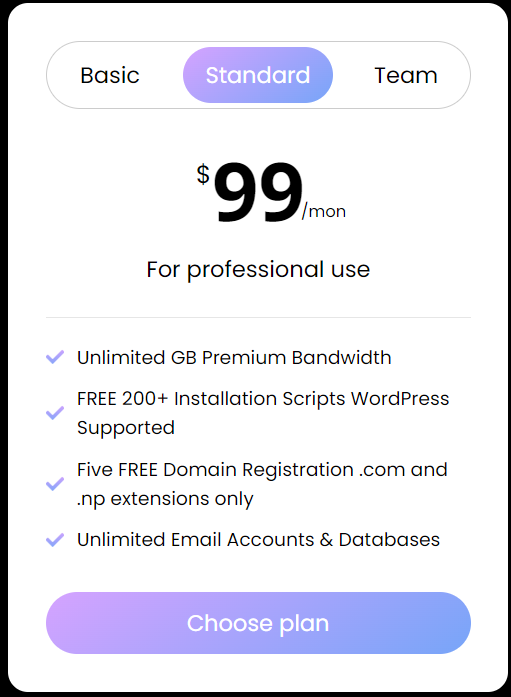 Basic Standard Team
$99/mon
For professional use
Unlimited GB Premium Bandwidth
FREE 200+ Installation Scripts WordPress
Supported
Five FREE Domain Registration .com and
.np extensions only
Unlimited Email Accounts & Databases
Choose plan